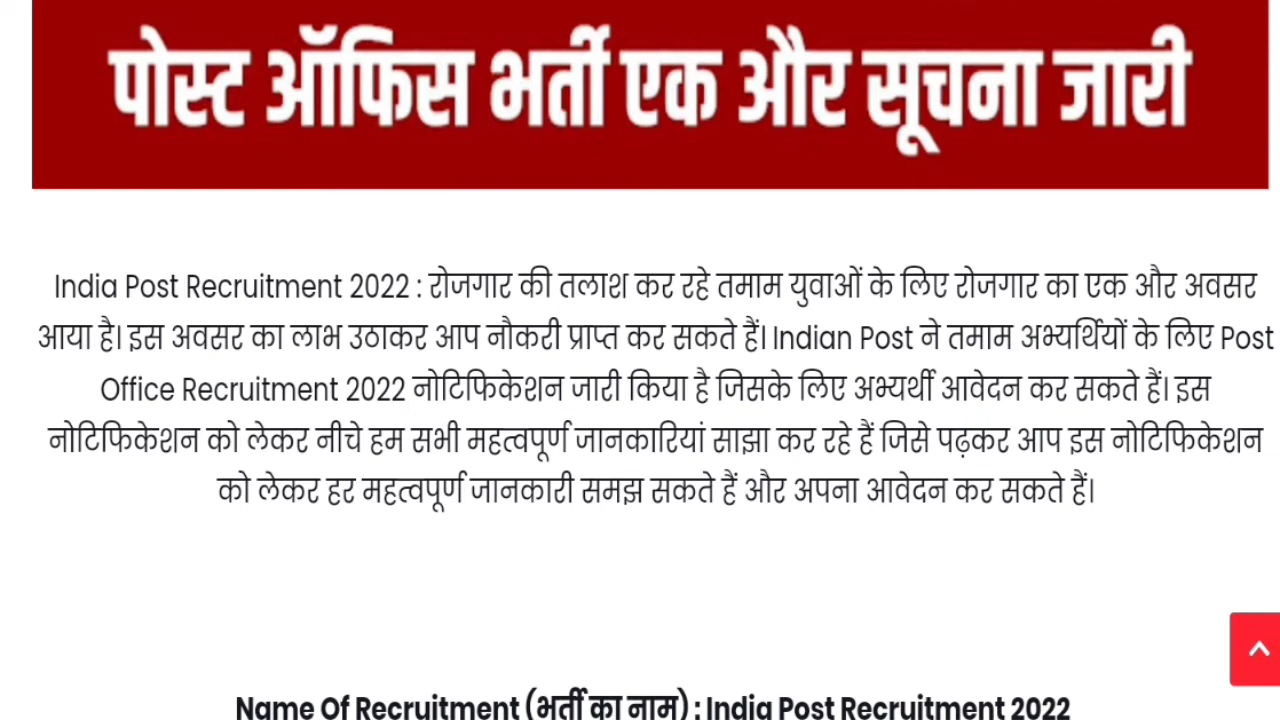 पोस्ट ऑफिस भर्ती एक और सूचना जारी
India Post Recruitment 2022 : रोजगार की तलाश कर रहे तमाम युवाओं के लिए रोजगार का एक और अवसर
आया है। इस अवसर का लाभ उठाकर आप नौकरी प्राप्त कर सकते हैं। Indian Post ने तमाम अभ्यर्थियों के लिए Post
Office Recruitment 2022 नोटिफिकेशन जारी किया है जिसके लिए अभ्यर्थी आवेदन कर सकते हैं। इस
नोटिफिकेशन को लेकर नीचे हम सभी महत्वपूर्ण जानकारियां साझा कर रहे हैं जिसे पढ़कर आप इस नोटिफिकेशन
को लेकर हर महत्वपूर्ण जानकारी समझ सकते हैं और अपना आवेदन कर सकते हैं।
Name Of Recruitment (भर्ती का नाम) : India Post Recruitment 2022